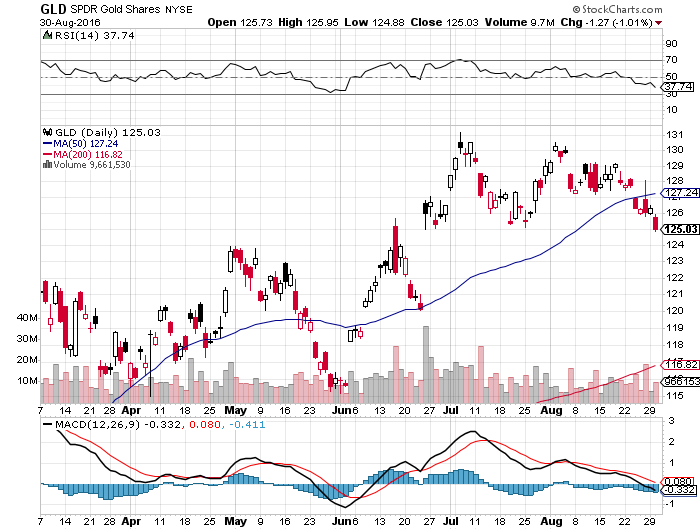 GLD SPDR Gold Shares NYSE © StockCharts.com
30-Aug-2016 Open 125.73 High 125.95 Low 124.88 Close 125.03 Volume 9.7M Chg -1.27 (-1.01%)
RSI(14) 37.74
90
70
50
37.74
30
10
GLD (Daily) 125.03
MA(50) 127.24
MA(200) 116.82
Volume 9,661,530
131
130
129
128
127.24
126
125.03
124
123
122
121
120
119
118
116.82
115
40M
30M
20M
10M
7 14 21 28 Apr 11 18 25 May 9 16 23 Jun 6 13 20 27 Jul 11 18 25 Aug 8 15 22 29
MACD(12,26,9) -0.332, 0.080, -0.411
3
2
1
0.080
-0.332
-1
7 14 21 28 Apr 11 18 25 May 9 16 23 Jun 6 13 20 27 Jul 11 18 25 Aug 8 15 22 29